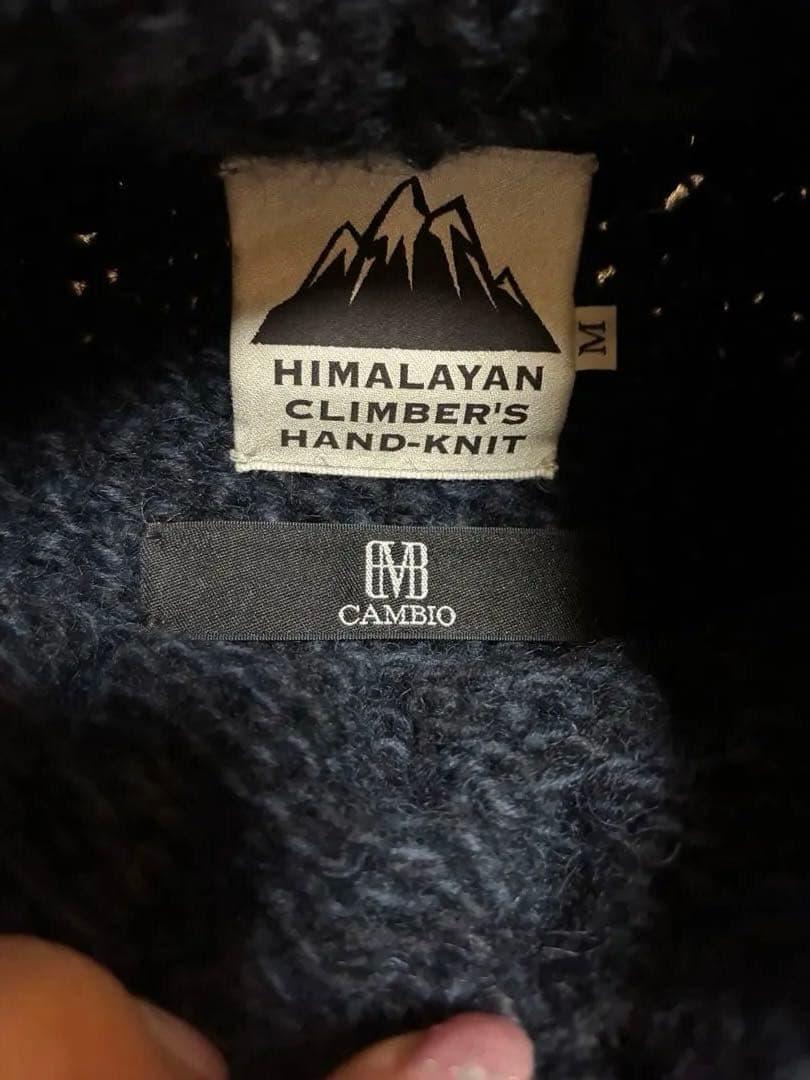 HIMALAYAN
CLIMBER'S
HAND-KNIT
M
CAMBIO